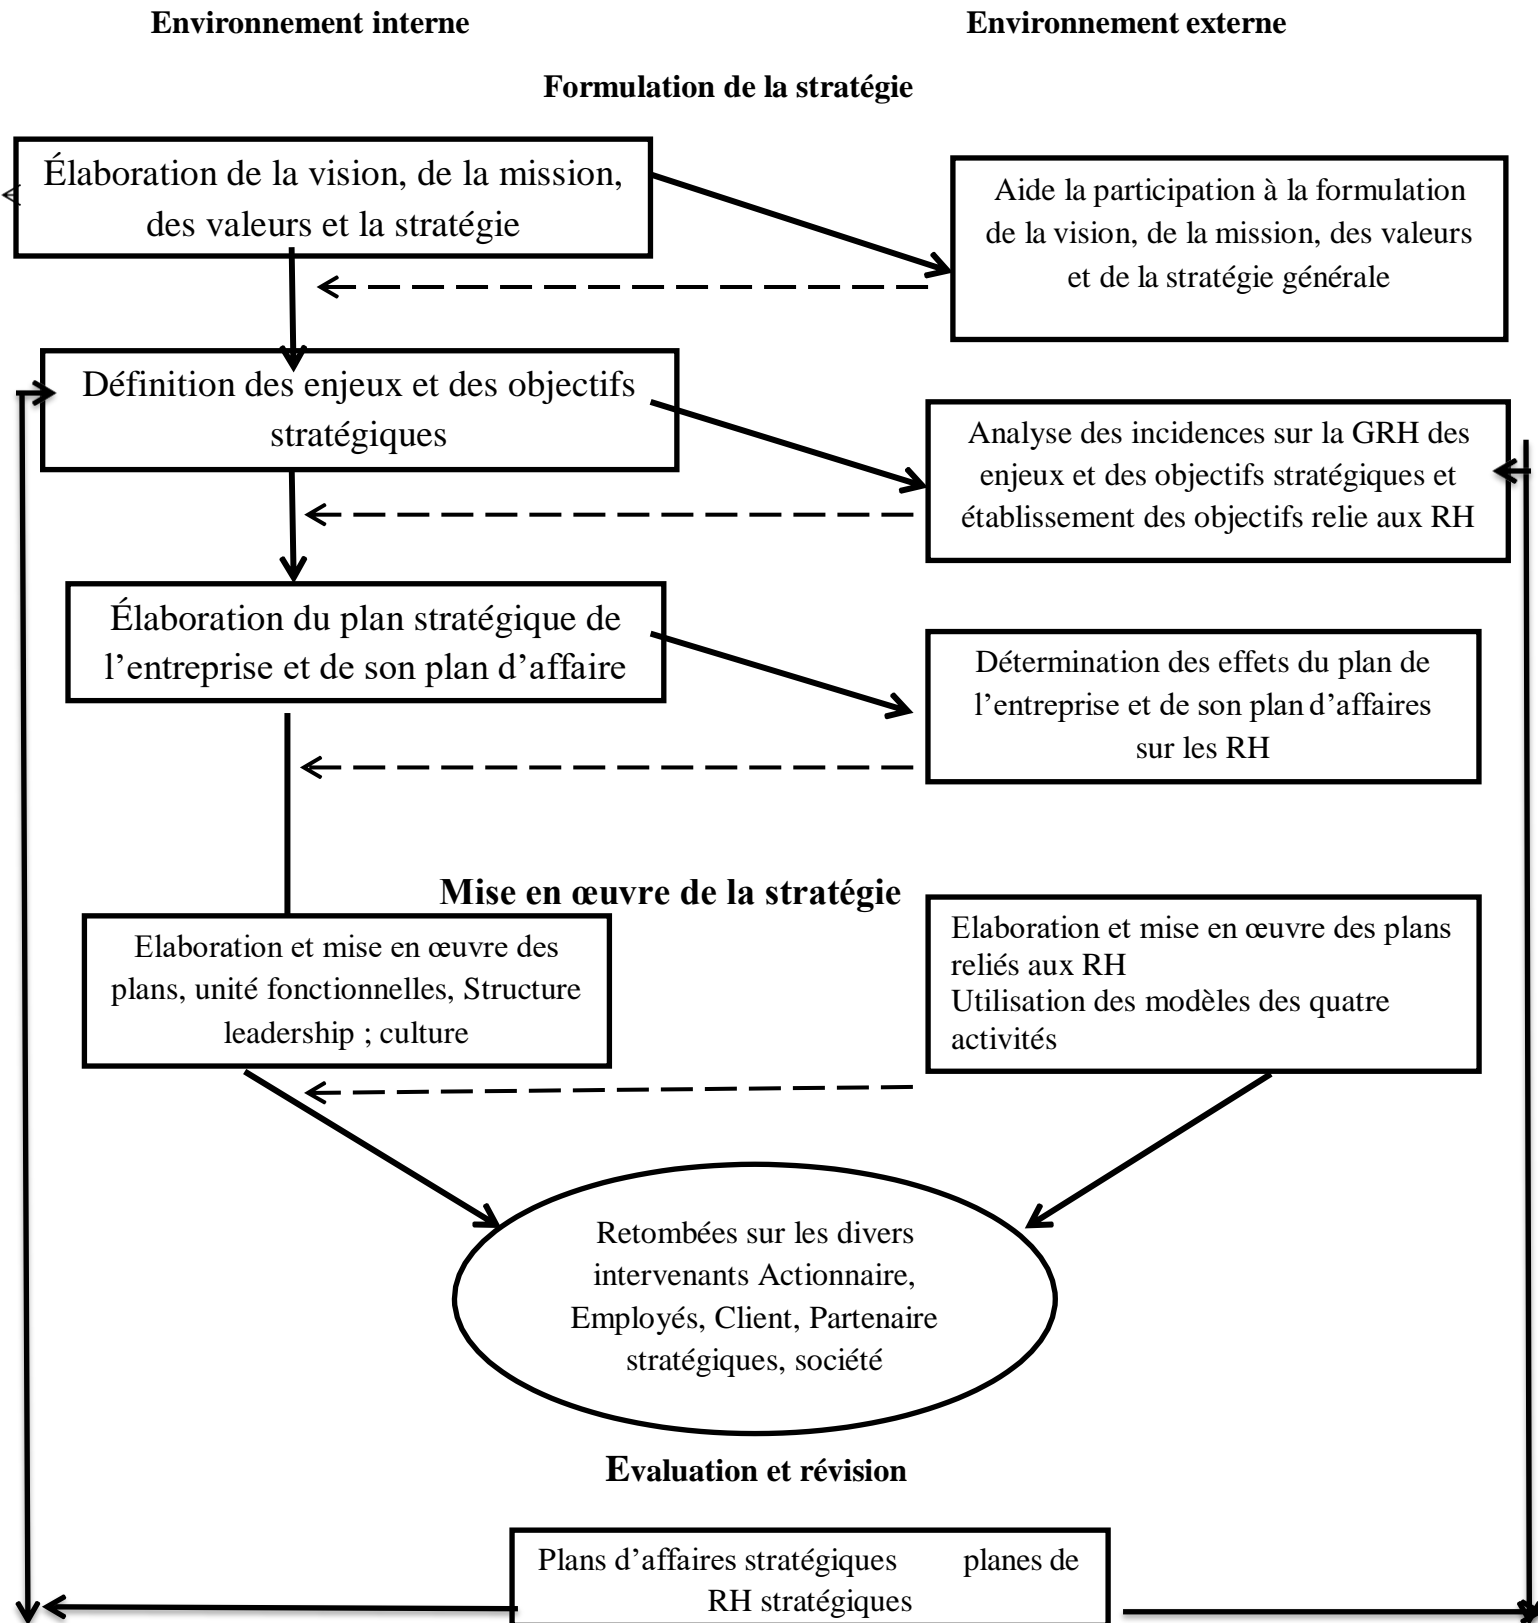 Environnement interne
Environnement externe
Formulation de la stratégie
Élaboration de la vision, de la mission,
des valeurs et la stratégie
Aide la participation à la formulation
de la vision, de la mission, des valeurs
et de la stratégie générale
Définition des enjeux et des objectifs
stratégiques
Analyse des incidences sur la GRH des
enjeux et des objectifs stratégiques et
établissement des objectifs relie aux RH
Élaboration du plan stratégique de
l’entreprise et de son plan d’affaire
Détermination des effets du plan de
l’entreprise et de son plan d’affaires
sur les RH
Mise en œuvre de la stratégie
Elaboration et mise en œuvre des
plans, unité fonctionnelles, Structure
leadership ; culture
Elaboration et mise en œuvre des plans
reliés aux RH
Utilisation des modèles des quatre
activités
Retombées sur les divers
intervenants Actionnaire,
Employés, Client, Partenaire
stratégiques, société
Evaluation et révision
Plans d’affaires stratégiques planes de
RH stratégiques